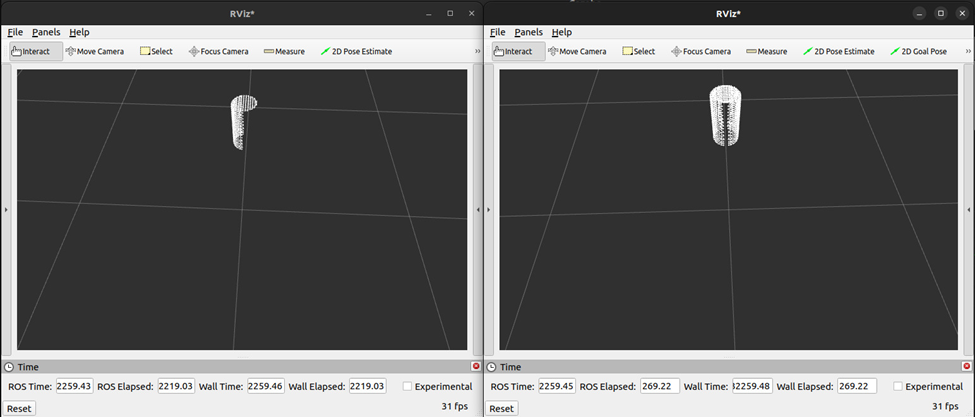 RViz*
File Panels Help
Interact Move Camera Select Focus Camera Measure 2D Pose Estimate »
Time
ROS Time: 2259.43 ROS Elapsed: 2219.03 Wall Time: 2259.46 Wall Elapsed: 2219.03 Experimental
Reset 31 fps
RViz*
File Panels Help
Interact Move Camera Select Focus Camera Measure 2D Pose Estimate 2D Goal Pose »
Time
ROS Time: 2259.45 ROS Elapsed: 269.22 Wall Time: 2259.48 Wall Elapsed: 269.22 Experimental
Reset 31 fps